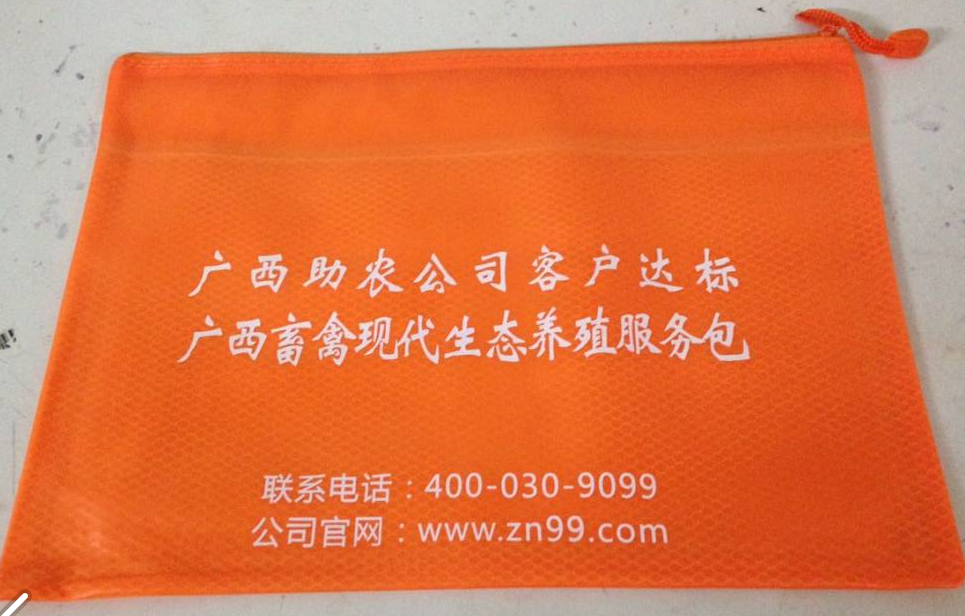 广西助农公司客户达标
广西畜禽现代生态养殖服务包
联系电话：400-030-9099
公司官网：www.zn99.com